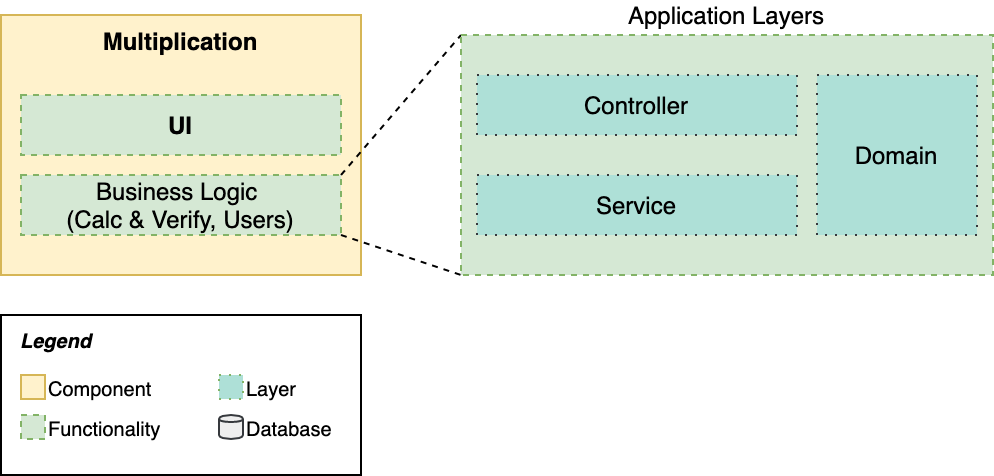 Application Layers
Multiplication
UI
Business Logic
(Calc & Verify, Users)
Controller
Service
Domain
Legend
Component
Layer
Functionality
Database